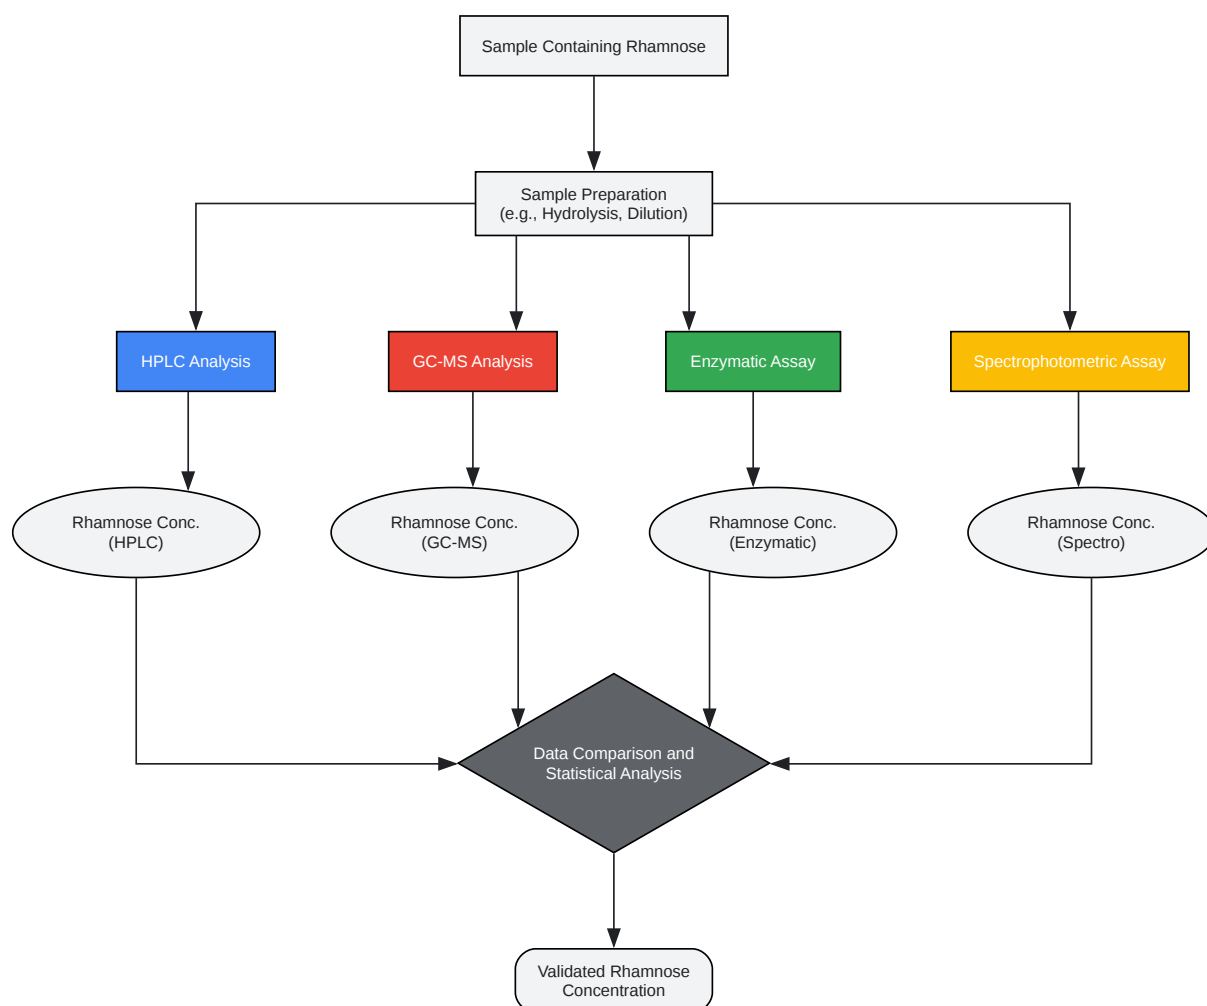 Sample Containing Rhamnose
Sample Preparation
(e.g., Hydrolysis, Dilution)
HPLC Analysis
GC-MS Analysis
Enzymatic Assay
Spectrophotometric Assay
Rhamnose Conc.
(HPLC)
Rhamnose Conc.
(GC-MS)
Rhamnose Conc.
(Enzymatic)
Rhamnose Conc.
(Spectro)
Data Comparison and
Statistical Analysis
Validated Rhamnose
Concentration